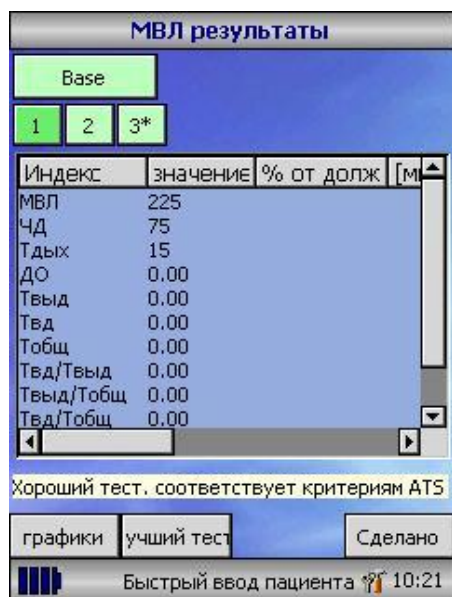 МВЛ результаты
Base
1 2 3*
Индекс значение % от долж [м
МВЛ 225
ЧД 75
Тдых 15
ДО 0.00
Твыд 0.00
Твд 0.00
Тобщ 0.00
Твд/Твыд 0.00
Твыд/Тобщ 0.00
Твд/Тобщ 0.00
Хороший тест. соответствует критериям ATS
графики учший тест Сделано
Быстрый ввод пациента 10:21